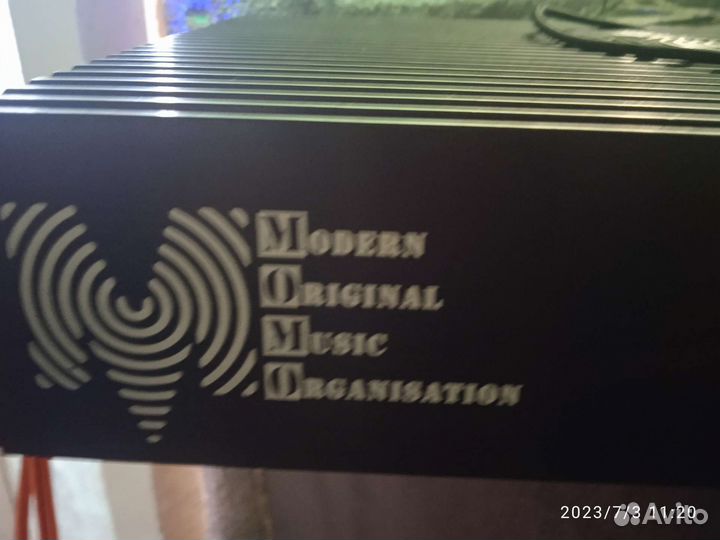 Modern
Original
Music
Organisation
2023/7/3 11:20
Avito